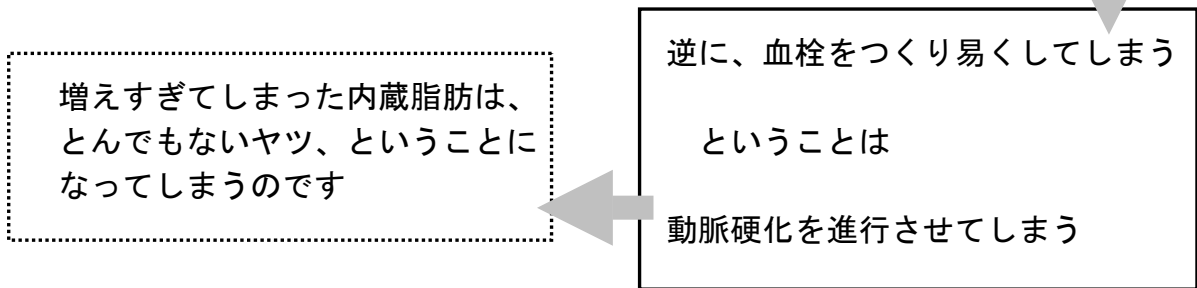 逆に、血栓をつくり易くしてしまう
ということは
動脈硬化を進行させてしまう
増えすぎてしまった内蔵脂肪は、
とんでもないヤツ、ということに
なってしまうのです